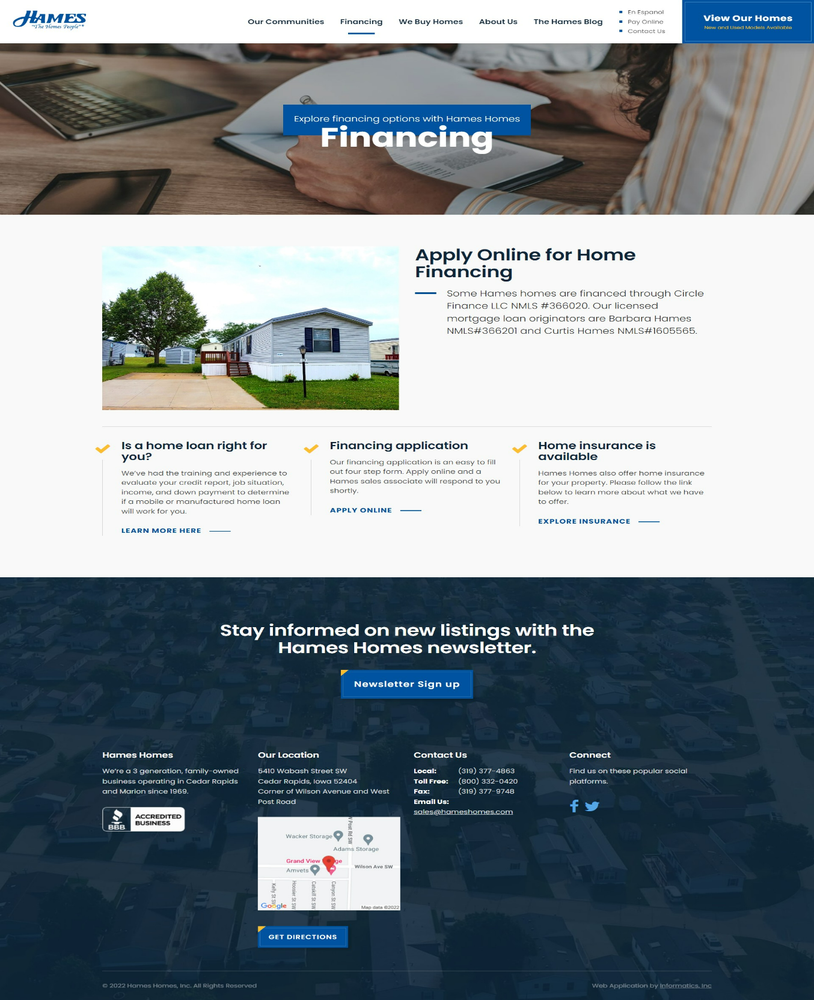 HAMES
"The Homes People"®
Our Communities
Financing
We Buy Homes
About Us
The Hames Blog
En Espanol
Pay Online
Contact Us
View Our Homes
New and Used Models Available
Explore financing options with Hames Homes
Financing
Apply Online for Home
Financing
Some Hames homes are financed through Circle
Finance LLC NMLS #366020. Our licensed
mortgage loan originators are Barbara Hames
NMLS#366201 and Curtis Hames NMLS#1605565.
Is a home loan right for
you?
We've had the training and experience to
evaluate your credit report, job situation,
income, and down payment to determine
if a mobile or manufactured home loan
will work for you.
LEARN MORE HERE
Financing application
Our financing application is an easy to fill
out four step form. Apply online and a
Hames sales associate will respond to you
shortly.
APPLY ONLINE
Home insurance is
available
Hames Homes also offer home insurance
for your property. Please follow the link
below to learn more about what we have
to offer.
EXPLORE INSURANCE
Stay informed on new listings with the
Hames Homes newsletter.
Newsletter Sign up
Hames Homes
We're a 3 generation, family-owned
business operating in Cedar Rapids
and Marion since 1969.
BBB
ACCREDITED
BUSINESS
Our Location
5410 Wabash Street SW
Cedar Rapids, Iowa 52404
Corner of Wilson Avenue and West
Post Road
W Post Rd SW
Wacker Storage
Adams Storage
Grand View
Wilson Ave SW
Amvets
Kelly St SW
Hoosier St SW
Catskill St SW
Canyon St SW
Google
Map data ©2022
GET DIRECTIONS
Contact Us
Local: (319) 377-4863
Toll Free: (800) 332-0420
Fax: (319) 377-9748
Email Us:
sales@hameshomes.com
Connect
Find us on these popular social
platforms.
© 2022 Hames Homes, Inc. All Rights Reserved
Web Application by Informatics, Inc